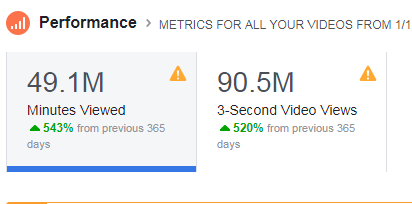 Performance > METRICS FOR ALL YOUR VIDEOS FROM 1/1
49.1M
Minutes Viewed
543% from previous 365
days
90.5M
3-Second Video Views
520% from previous 365
days